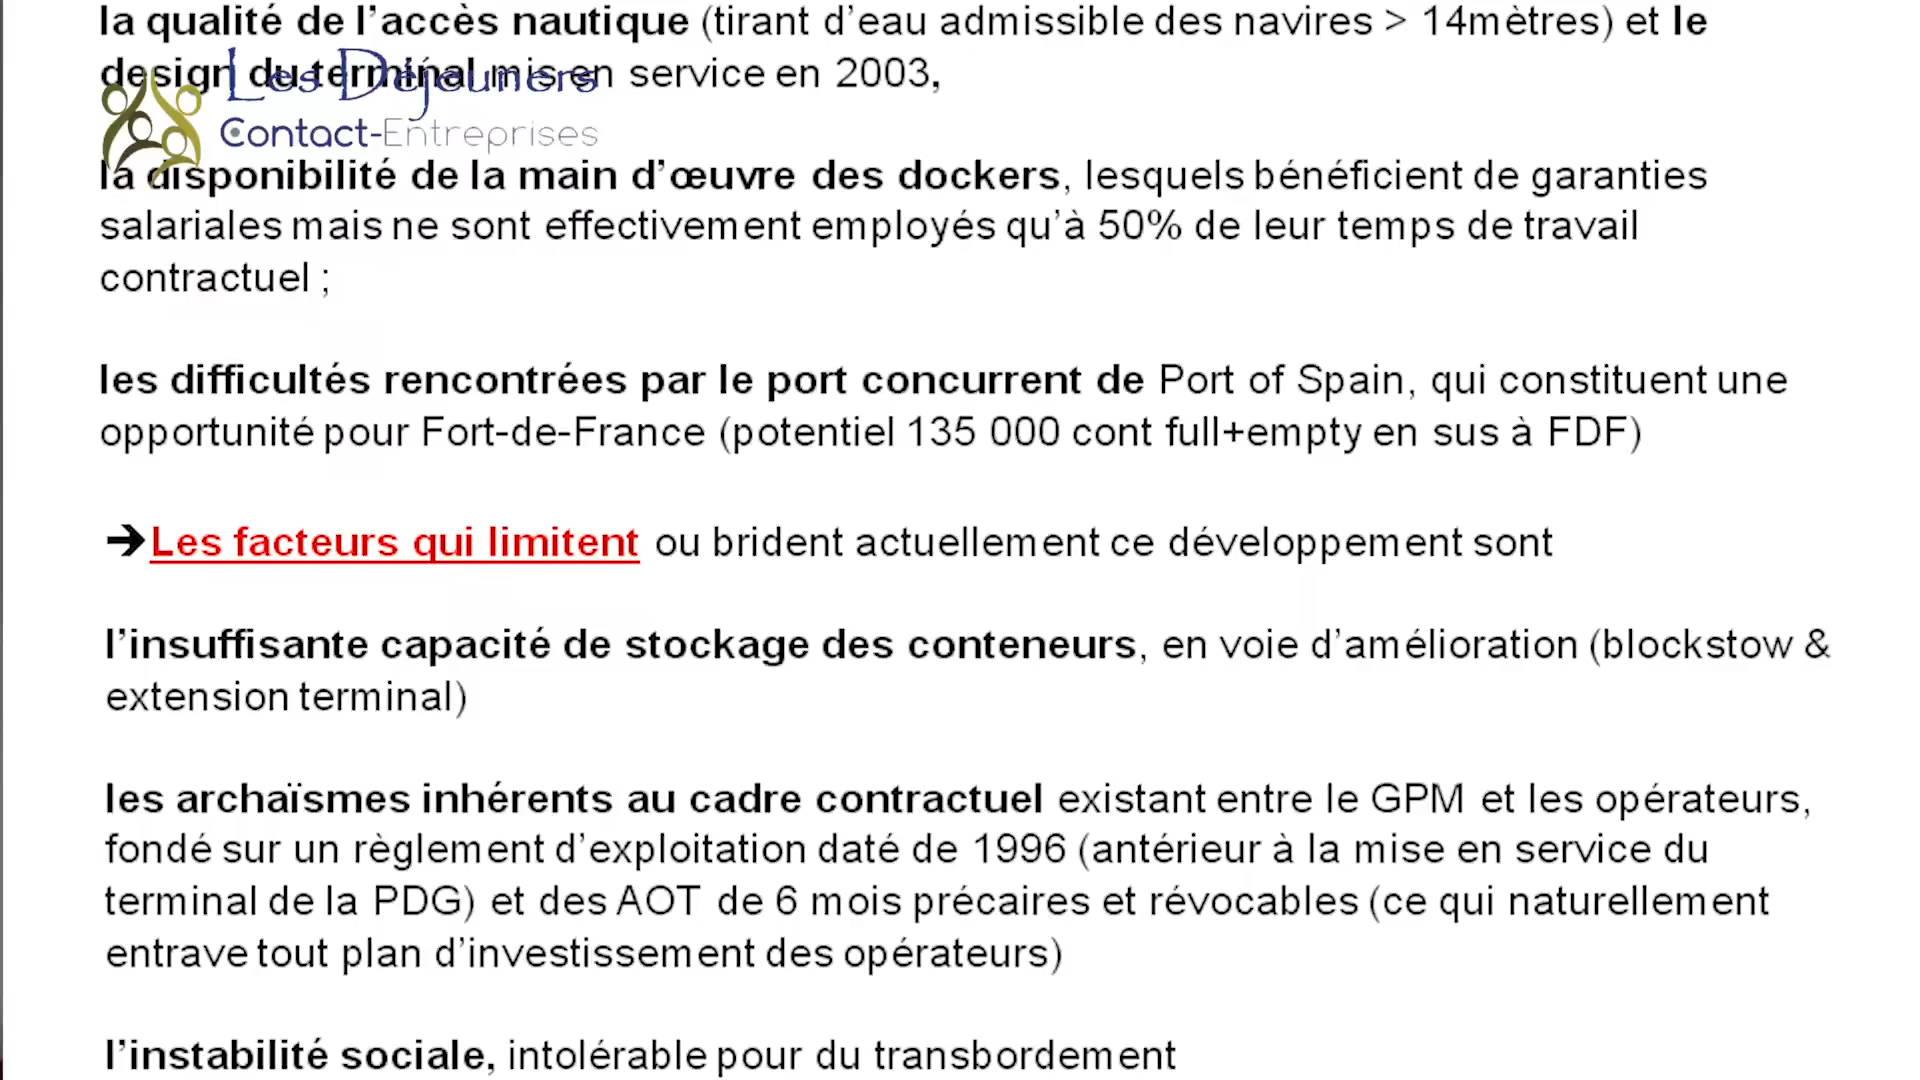 la qualité de l’accès nautique (tirant d’eau admissible des navires > 14mètres) et le
design du terminal mis en service en 2003,
Les Déjeuners
Contact-Entreprises
la disponibilité de la main d’œuvre des dockers, lesquels bénéficient de garanties
salariales mais ne sont effectivement employés qu’à 50% de leur temps de travail
contractuel ;
les difficultés rencontrées par le port concurrent de Port of Spain, qui constituent une
opportunité pour Fort-de-France (potentiel 135 000 cont full+empty en sus à FDF)
➔Les facteurs qui limitent ou brident actuellement ce développement sont
l’insuffisante capacité de stockage des conteneurs, en voie d’amélioration (blockstow &
extension terminal)
les archaïsmes inhérents au cadre contractuel existant entre le GPM et les opérateurs,
fondé sur un règlement d’exploitation daté de 1996 (antérieur à la mise en service du
terminal de la PDG) et des AOT de 6 mois précaires et révocables (ce qui naturellement
entrave tout plan d’investissement des opérateurs)
l’instabilité sociale, intolérable pour du transbordement